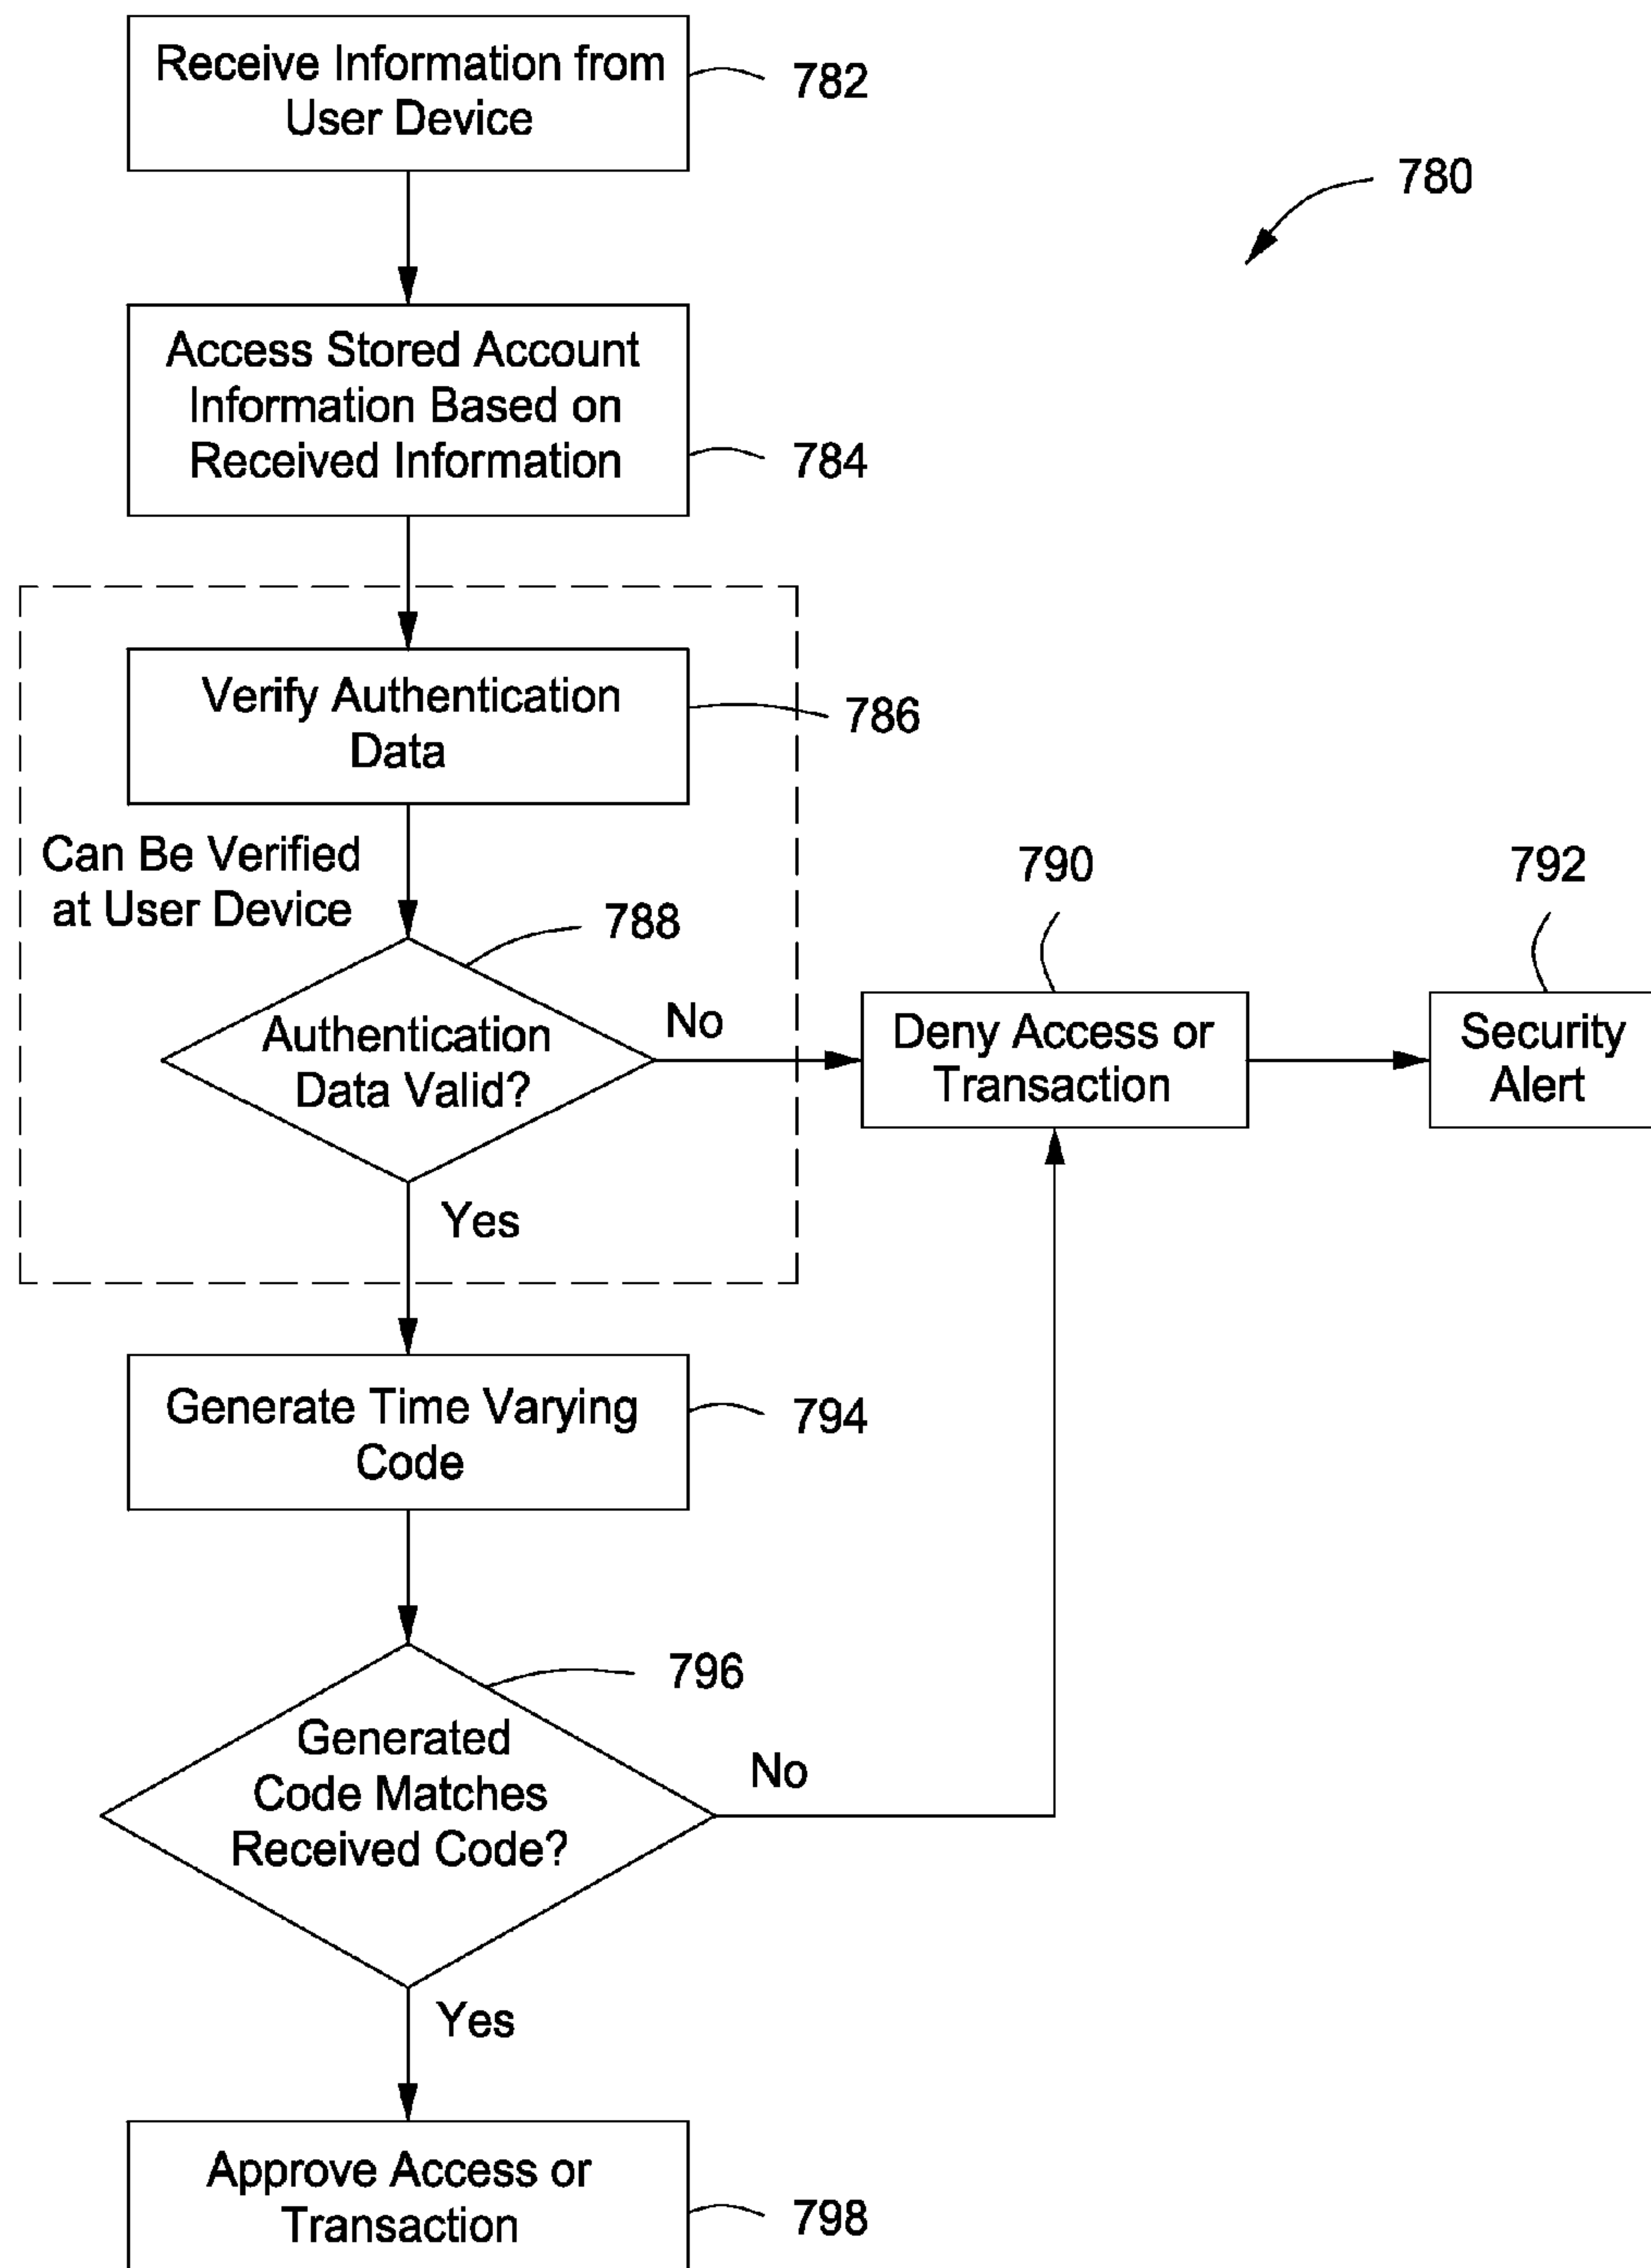 Receive Information from
User Device
782
780
Access Stored Account
Information Based on
Received Information
784
Verify Authentication
Data
786
Can Be Verified
at User Device
788
Authentication
Data Valid?
No
Yes
790
Deny Access or
Transaction
792
Security
Alert
Generate Time Varying
Code
794
796
Generated
Code Matches
Received Code?
No
Yes
Approve Access or
Transaction
798